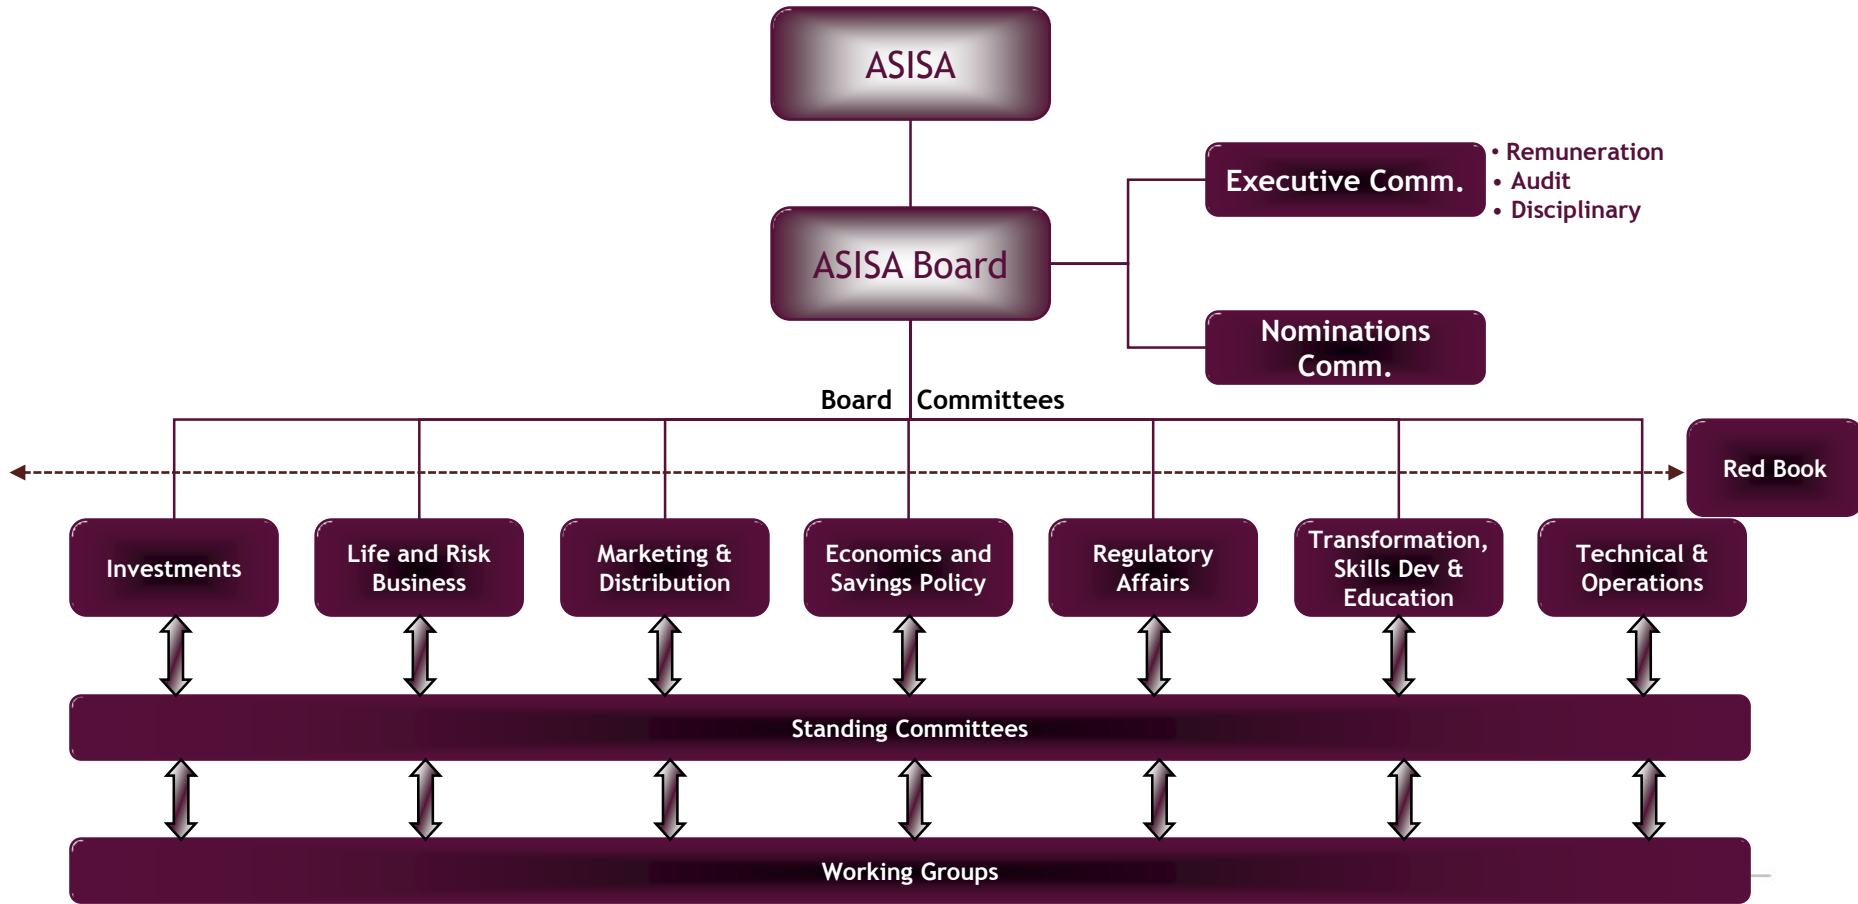 ASISA
Executive Comm.
• Remuneration
• Audit
• Disciplinary
ASISA Board
Nominations
Comm.
Board Committees
Red Book
Investments
Life and Risk
Business
Marketing &
Distribution
Economics and
Savings Policy
Regulatory
Affairs
Transformation,
Skills Dev &
Education
Technical &
Operations
Standing Committees
Working Groups